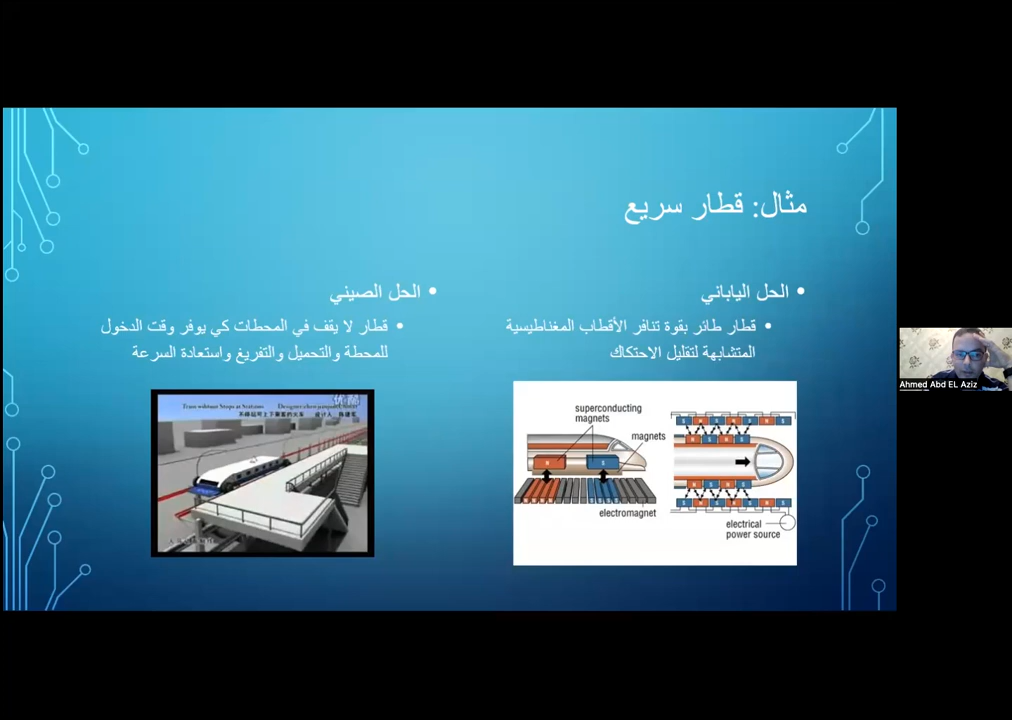 مثال: قطار سريع
• الحل الياباني
• قطار طائر بقوة تنافر الأقطاب المغناطيسية
المتشابهة لتقليل الاحتكاك
superconducting
magnets
magnets
N
S
electromagnet
electrical
power source
• الحل الصيني
• قطار لا يقف في المحطات كي يوفر وقت الدخول
للمحطة والتحميل والتفريغ واستعادة السرعة
Train without Stops at Stations
Ahmed Abd EL Aziz